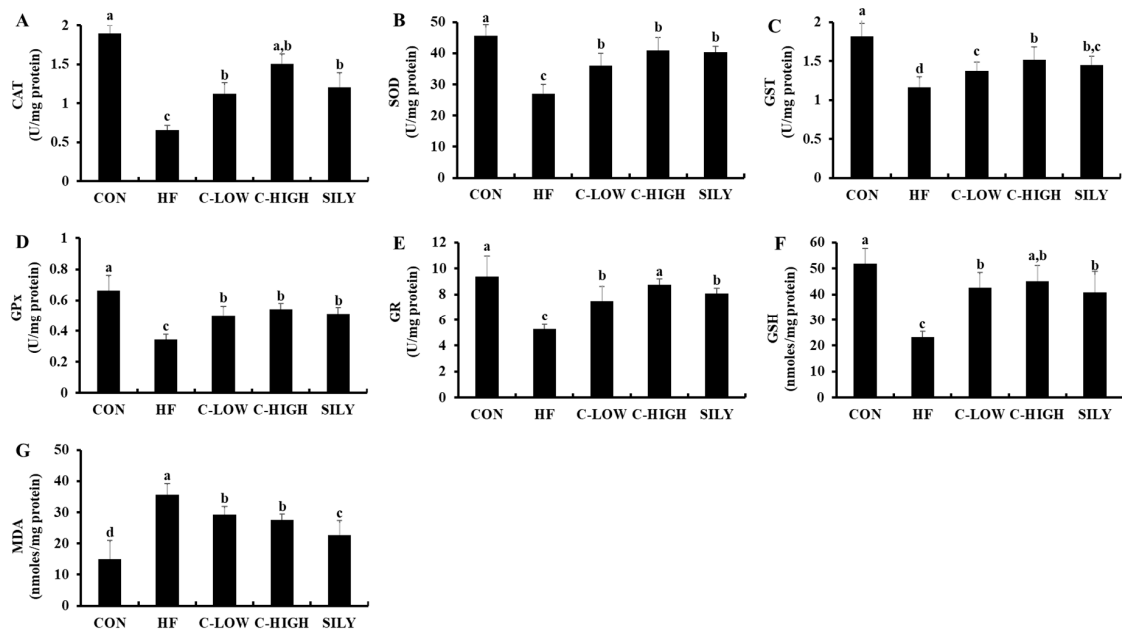 A
CAT
(U/mg protein)
2
1.5
1
0.5
0
a
c
b
a,b
b
CON HF C-LOW C-HIGH SILY
B
SOD
(U/mg protein)
50
40
30
20
10
0
a
c
b
b
b
CON HF C-LOW C-HIGH SILY
C
GST
(U/mg protein)
2
1.5
1
0.5
0
a
d
c
b
b,c
CON HF C-LOW C-HIGH SILY
D
GPx
(U/mg protein)
1
0.8
0.6
0.4
0.2
0
a
c
b
b
b
CON HF C-LOW C-HIGH SILY
E
GR
(U/mg protein)
12
10
8
6
4
2
0
a
c
b
a
b
CON HF C-LOW C-HIGH SILY
F
GSH
(nmoles/mg protein)
60
50
40
30
20
10
0
a
c
b
a,b
b
CON HF C-LOW C-HIGH SILY
G
MDA
(nmoles/mg protein)
50
40
30
20
10
0
d
a
b
b
c
CON HF C-LOW C-HIGH SILY